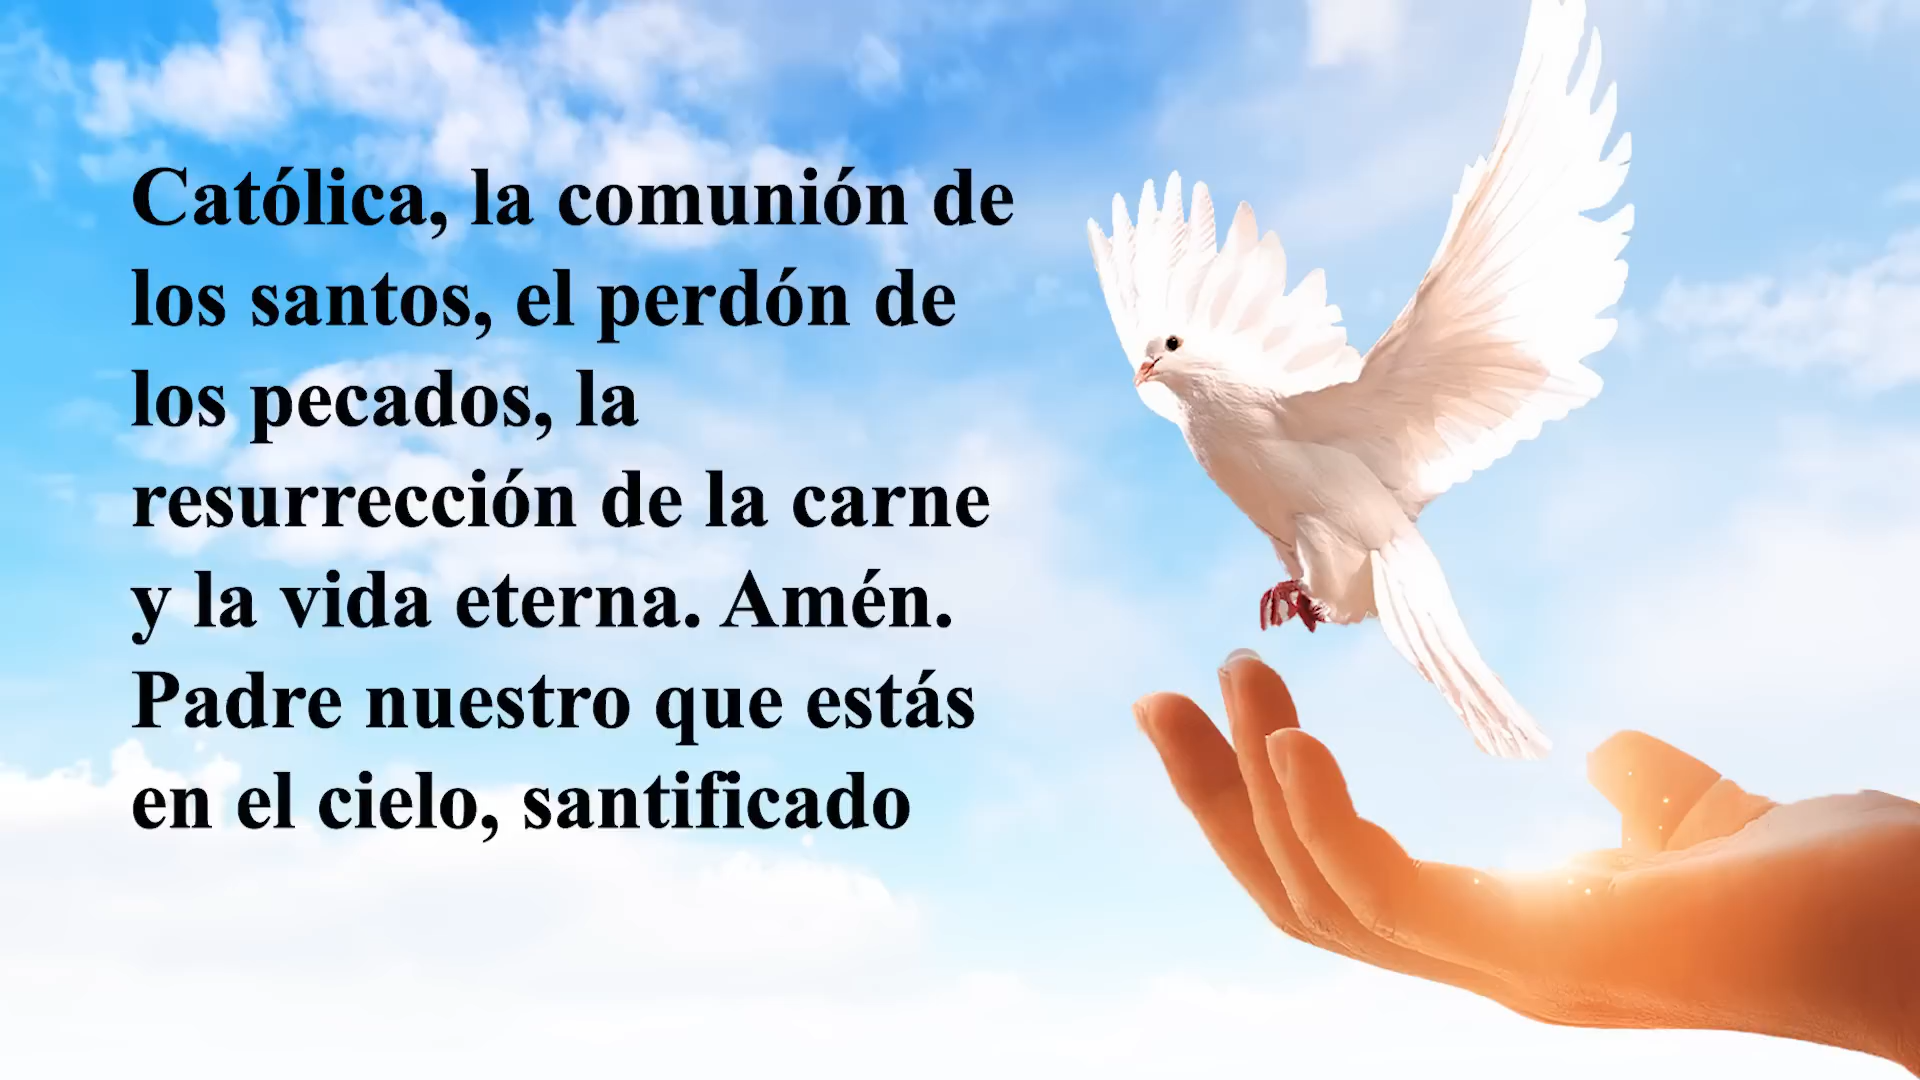 Católica, la comunión de
los santos, el perdón de
los pecados, la
resurrección de la carne
y la vida eterna. Amén.
Padre nuestro que estás
en el cielo, santificado